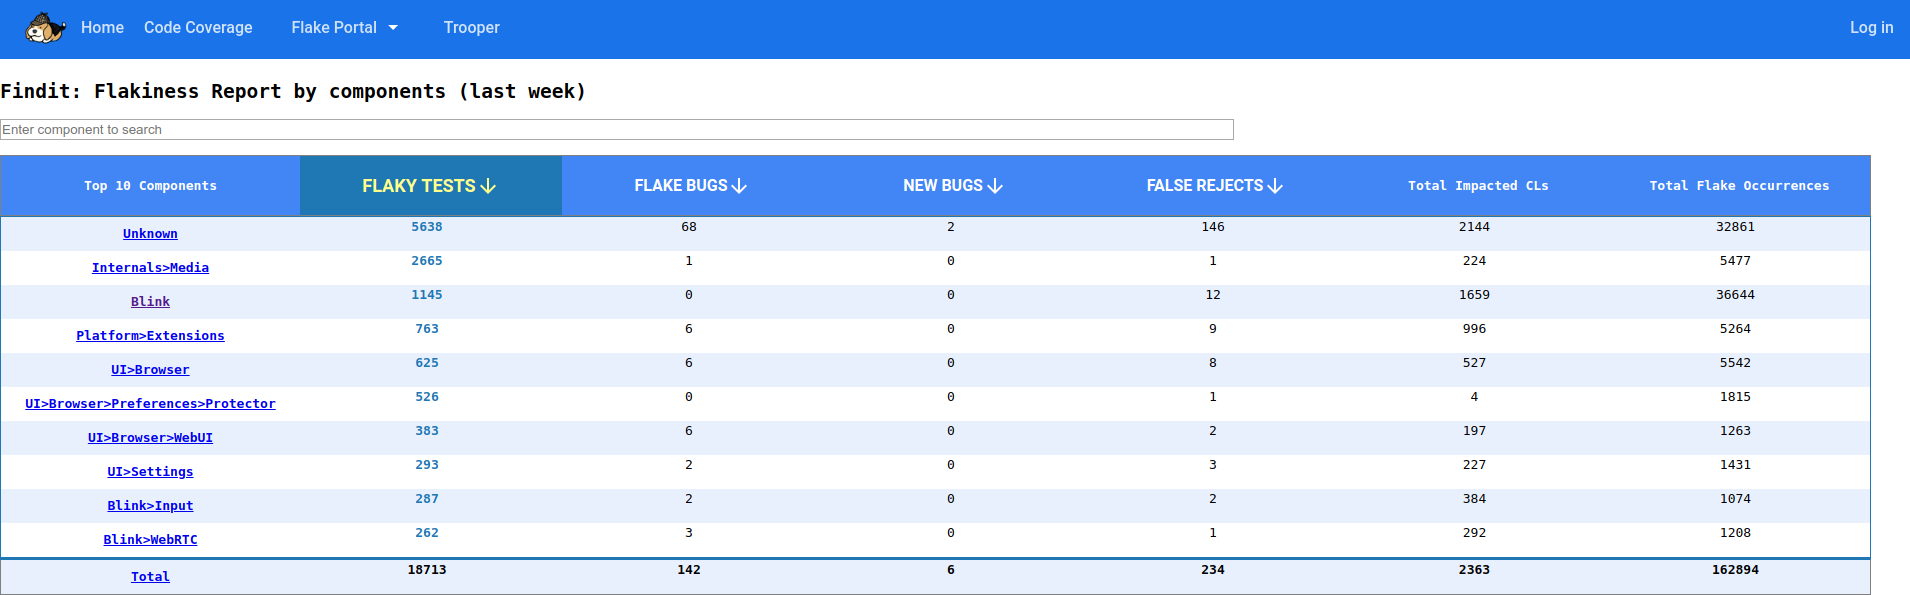 Home Code Coverage Flake Portal Trooper Log in
Findit: Flakiness Report by components (last week)
Enter component to search
Top 10 Components FLAKY TESTS FLAKE BUGS NEW BUGS FALSE REJECTS Total Impacted CLs Total Flake Occurrences
Unknown 5638 68 2 146 2144 32861
Internals>Media 2665 1 0 1 224 5477
Blink 1145 0 0 12 1659 36644
Platform>Extensions 763 6 0 9 996 5264
UI>Browser 625 6 0 8 527 5542
UI>Browser>Preferences>Protector 526 0 0 1 4 1815
UI>Browser>WebUI 383 6 0 2 197 1263
UI>Settings 293 2 0 3 227 1431
Blink>Input 287 2 0 2 384 1074
Blink>WebRTC 262 3 0 1 292 1208
Total 18713 142 6 234 2363 162894